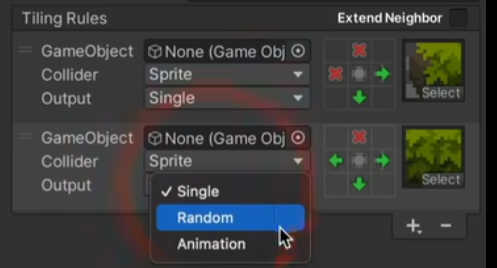 Tiling Rules Extend Neighbor
GameObject None (Game Obj
Collider Sprite
Output Single
Select
GameObject None (Game Obj
Collider Sprite
Output
Select
✓ Single
Random
Animation
+ -